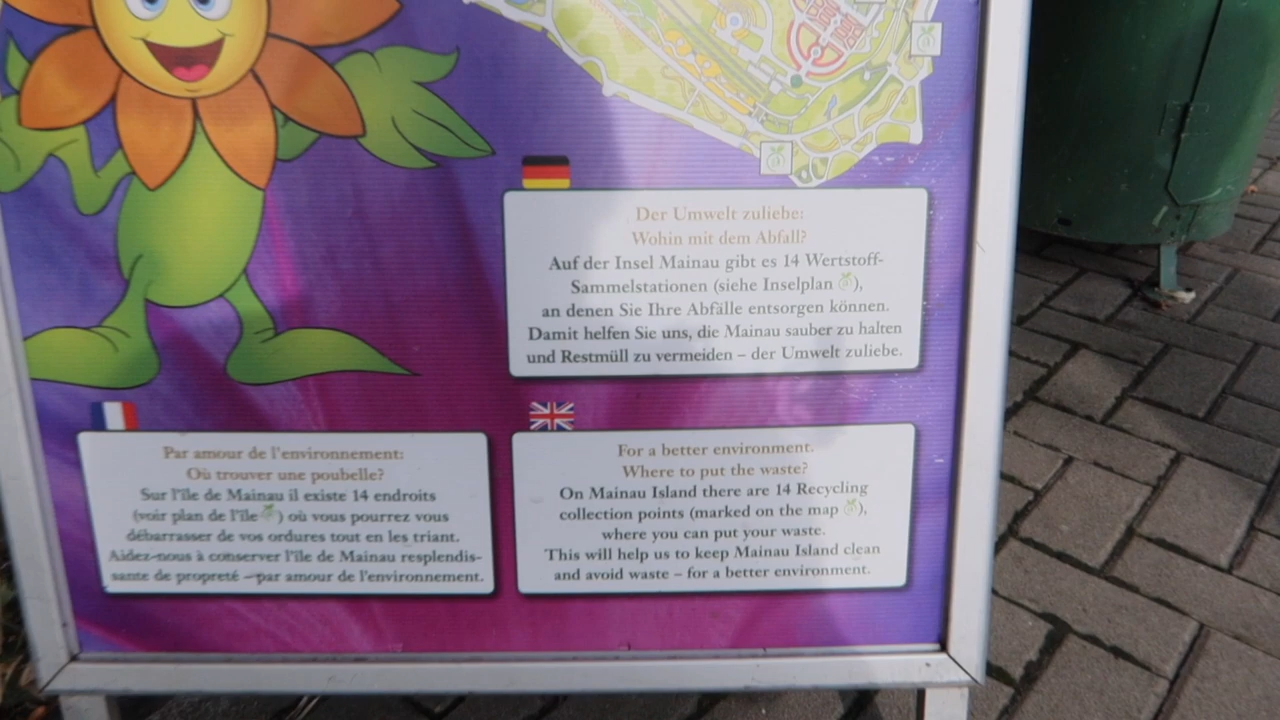 Der Umwelt zuliebe:
Wohin mit dem Abfall?
Auf der Insel Mainau gibt es 14 Wertstoff-
Sammelstationen (siehe Inselplan ),
an denen Sie Ihre Abfälle entsorgen können.
Damit helfen Sie uns, die Mainau sauber zu halten
und Restmüll zu vermeiden – der Umwelt zuliebe.
Par amour de l'environnement:
Où trouver une poubelle?
Sur l'île de Mainau il existe 14 endroits
(voir plan de l'île ) où vous pourrez vous
débarrasser de vos ordures tout en les triant.
Aidez-nous à conserver l'île de Mainau resplendis-
sante de propreté – par amour de l'environnement.
For a better environment.
Where to put the waste?
On Mainau Island there are 14 Recycling
collection points (marked on the map ),
where you can put your waste.
This will help us to keep Mainau Island clean
and avoid waste – for a better environment.